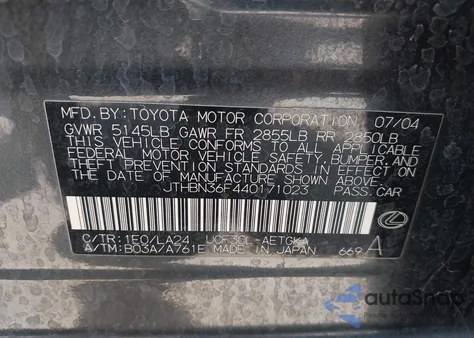 MFD. BY: TOYOTA MOTOR CORPORATION 07/04
GVWR 5145LB GAWR FR 2855LB RR 2850LB
THIS VEHICLE CONFORMS TO ALL APPLICABLE
FEDERAL MOTOR VEHICLE SAFETY, BUMPER, AND
THEFT PREVENTION STANDARDS IN EFFECT ON
THE DATE OF MANUFACTURE SHOWN ABOVE.
JTHBN36F440171023 PASS CAR
C/TR: 1E0/LA24 UCF30L-AETGKA
A/TM: B03A/A761E MADE IN JAPAN 669 A
autoSnap